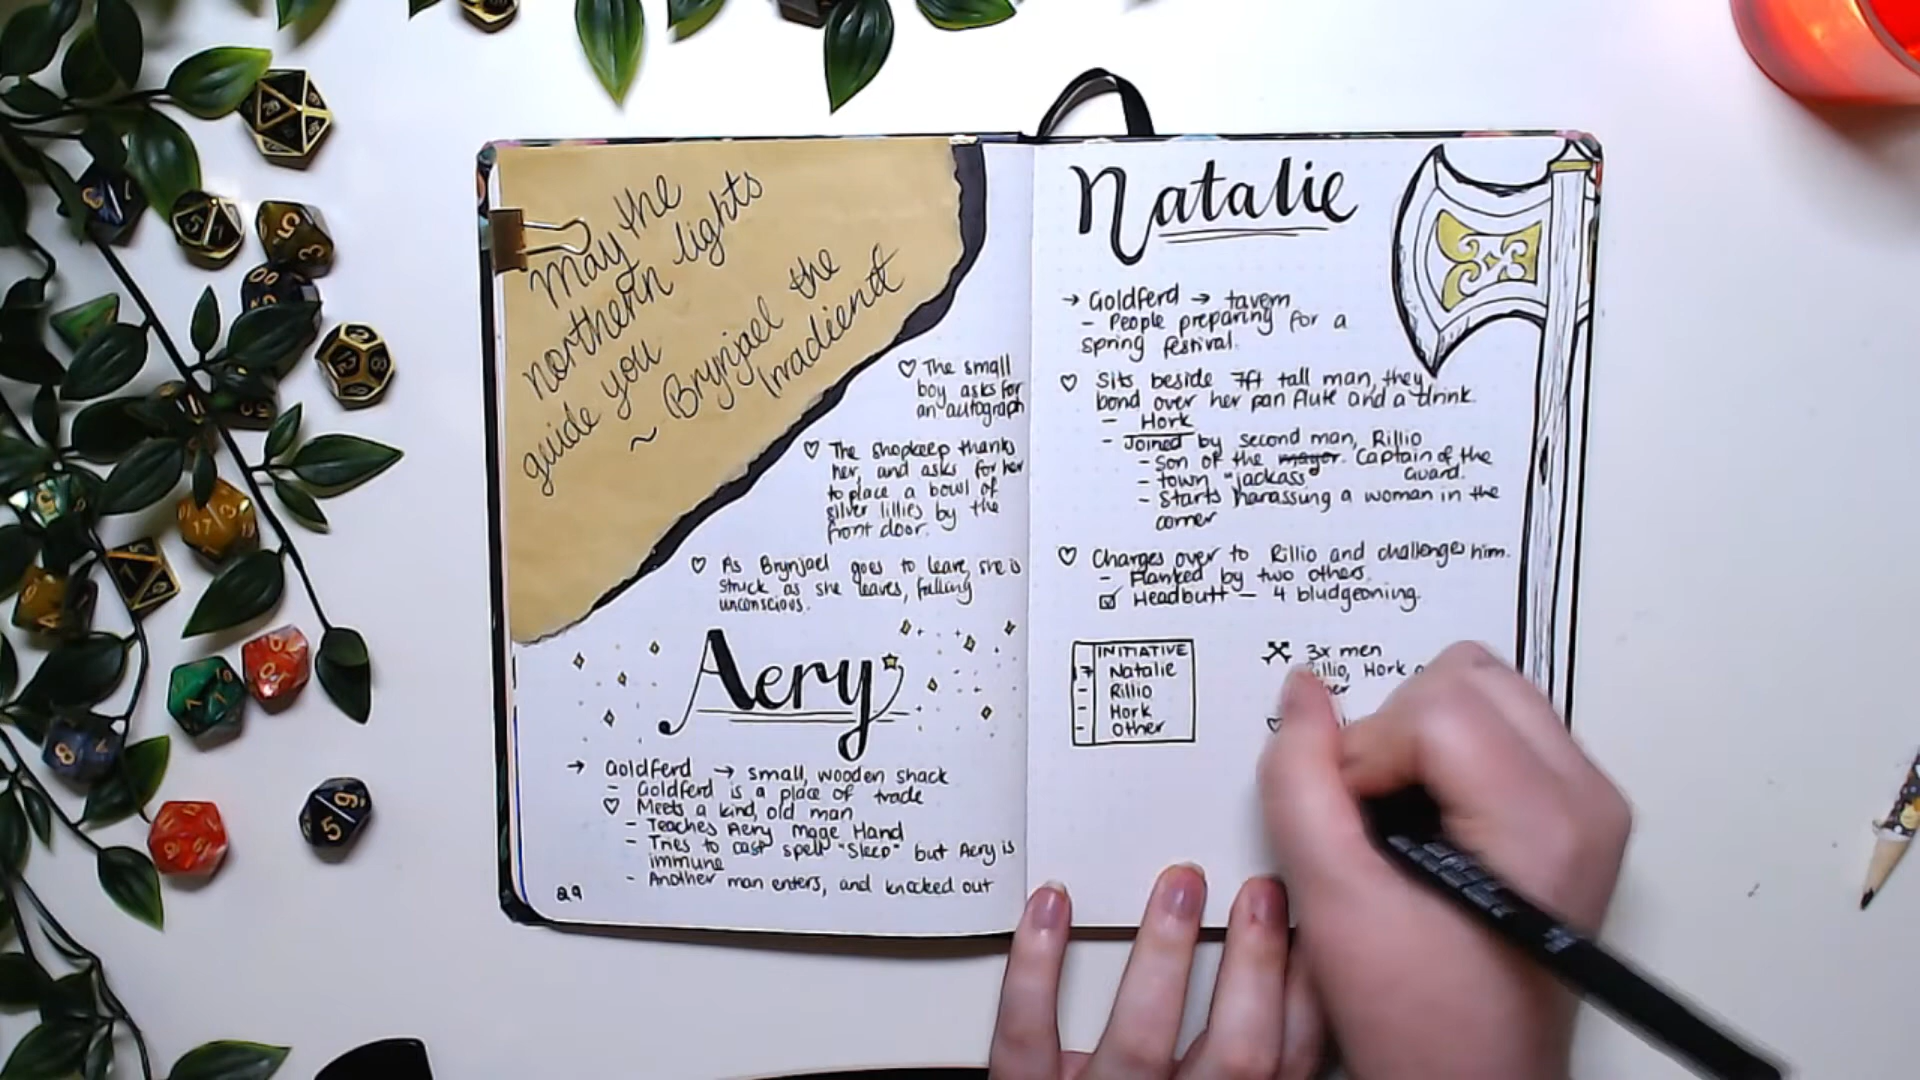 May the
northern lights
guide you
~ Brynjael the
Irradient
♡ The small
boy asks for
an autograph
♡ The shopkeep thanks
her, and asks for her
to place a bowl of
silver lillies by the
front door.
♡ As Brynjael goes to leave, she is
struck as she leaves, falling
unconscious.
Aery
→ Goldferd → small, wooden shack
- Goldferd is a place of trade
♡ Meets a kind, old man
- Teaches Aery Mage Hand
- Tries to cast spell "Sleep" but Aery is
immune
- Another man enters, and knocked out
29
Natalie
→ Goldferd → tavern
- People preparing for a
spring festival.
♡ Sits beside 7ft tall man, they
bond over her pan flute and a drink.
- Hork
- Joined by second man, Rillio
- Son of the mayor. Captain of the
Guard.
- town "jackass"
- Starts harassing a woman in the
corner
♡ Charges over to Rillio and challenges him.
- Flanked by two others.
☑ Headbutt — 4 bludgeoning.
INITIATIVE
17 Natalie
- Rillio
- Hork
- Other
3x men
Rillio, Hork